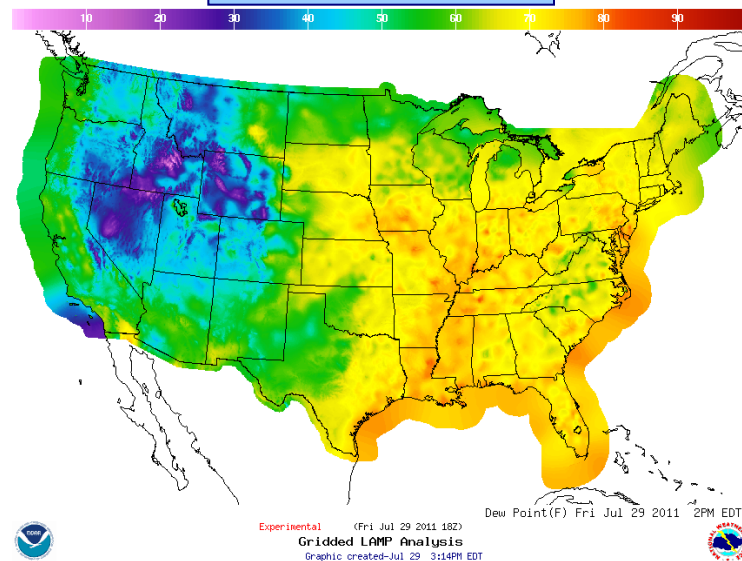 10 20 30 40 50 60 70 80 90
Dew Point(F) Fri Jul 29 2011 2PM EDT
Experimental (Fri Jul 29 2011 18Z)
Gridded LAMP Analysis
Graphic created-Jul 29 3:14PM EDT
NOAA